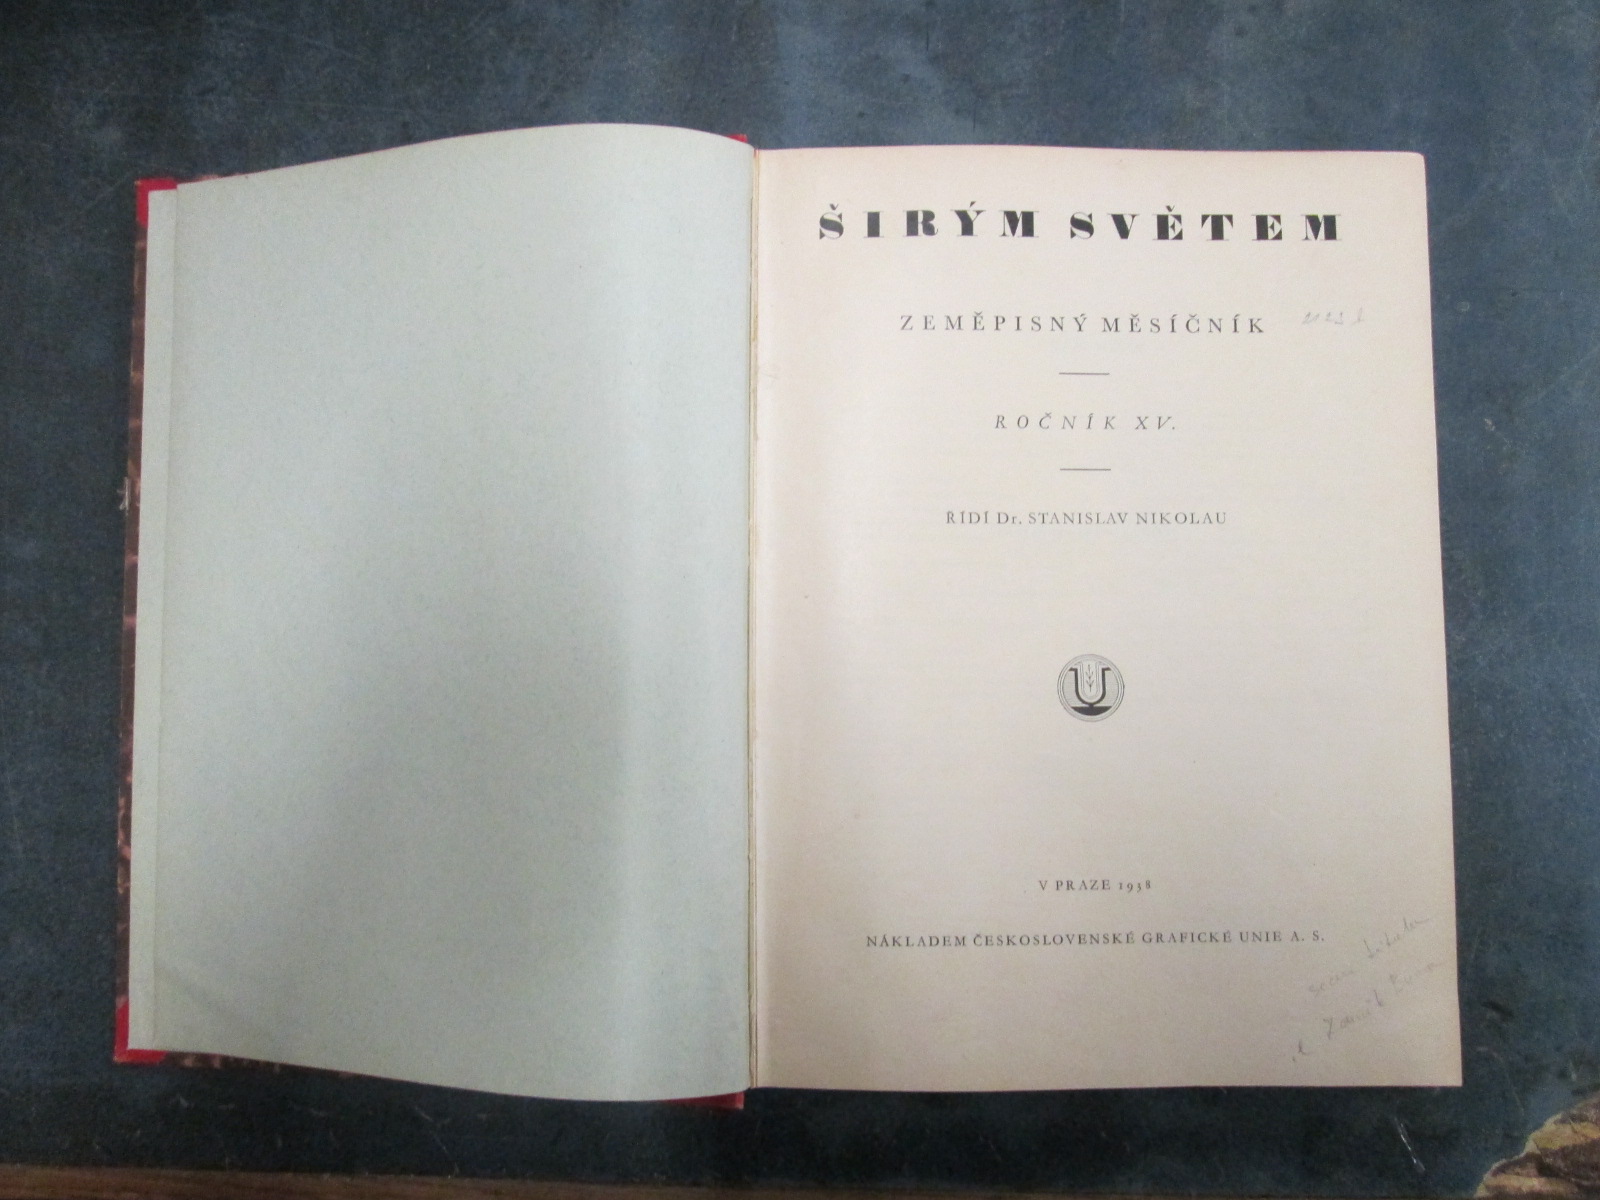 ŠIRÝM SVĚTEM
ZEMĚPISNÝ MĚSÍČNÍK
ROČNÍK XV.
ŘÍDÍ Dr. STANISLAV NIKOLAU
U
V PRAZE 1938
NÁKLADEM ČESKOSLOVENSKÉ GRAFICKÉ UNIE A. S.